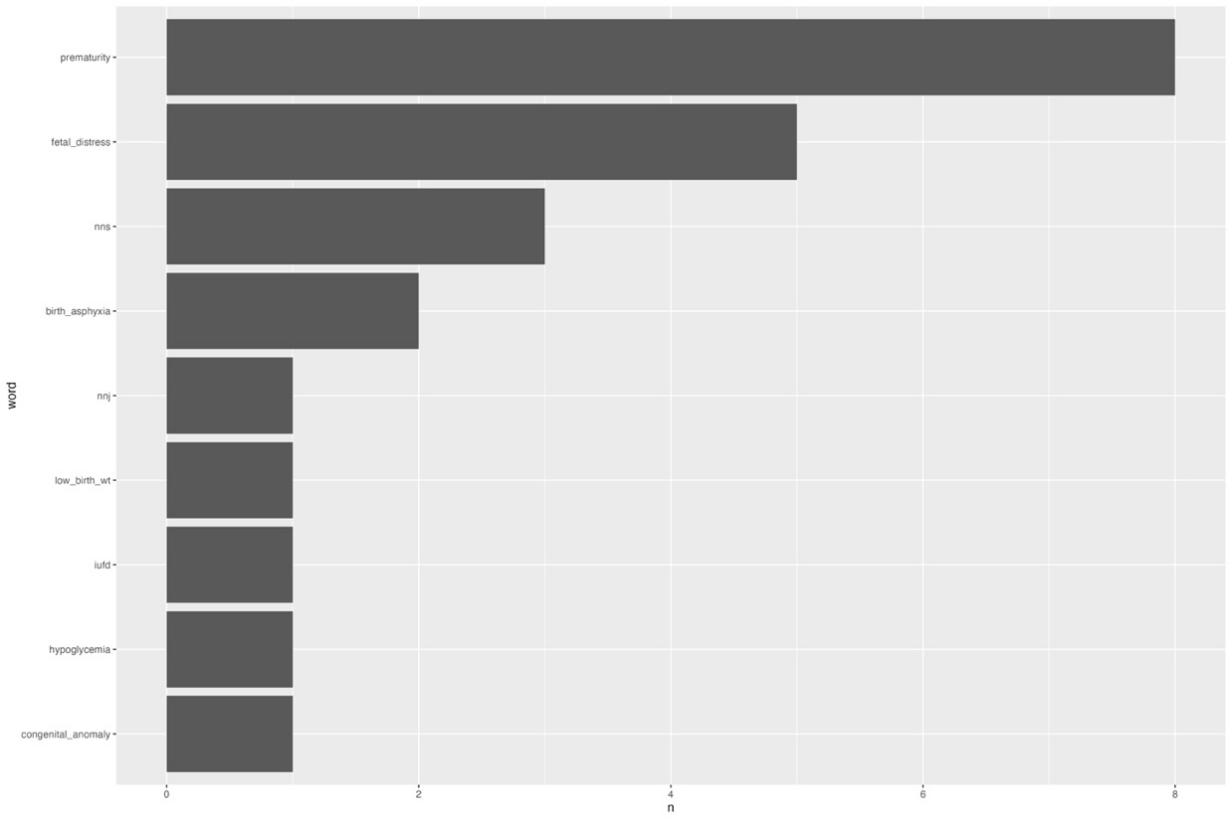 prematurity
fetal_distress
nns
birth_asphyxia
nnj
low_birth_wt
iufd
hypoglycemia
congenital_anomaly
word
0 2 4 6 8
n